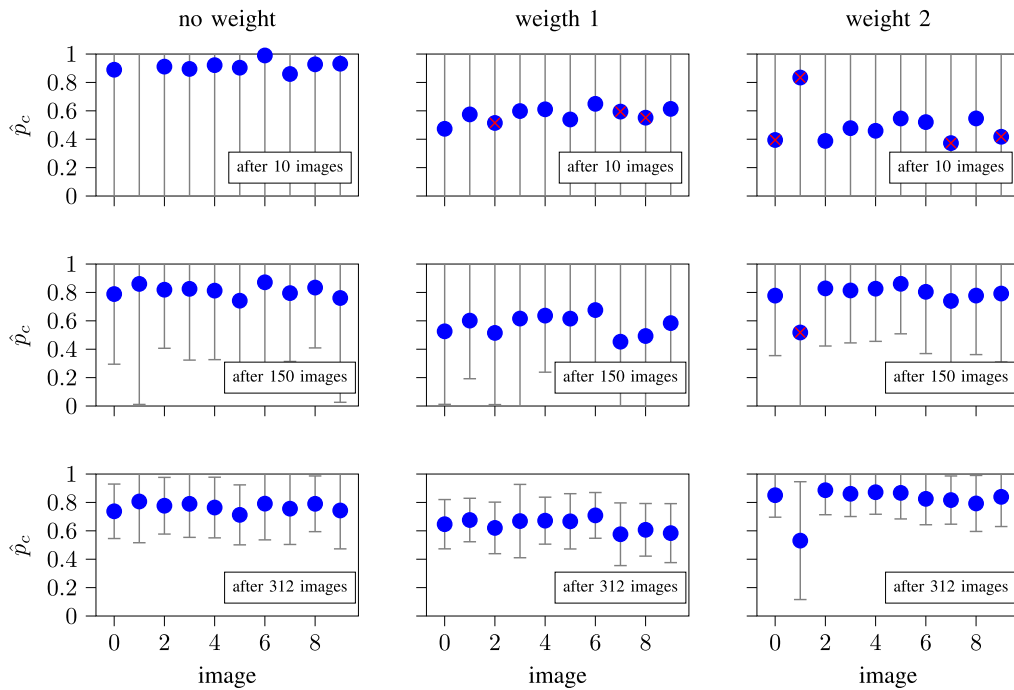 no weight
weigth 1
weight 2
1
0.8
0.6
0.4
0.2
0
p̂c
after 10 images
after 10 images
after 10 images
1
0.8
0.6
0.4
0.2
0
after 150 images
after 150 images
after 150 images
1
0.8
0.6
0.4
0.2
0
p̂c
after 312 images
after 312 images
after 312 images
0 2 4 6 8
0 2 4 6 8
0 2 4 6 8
image
image
image